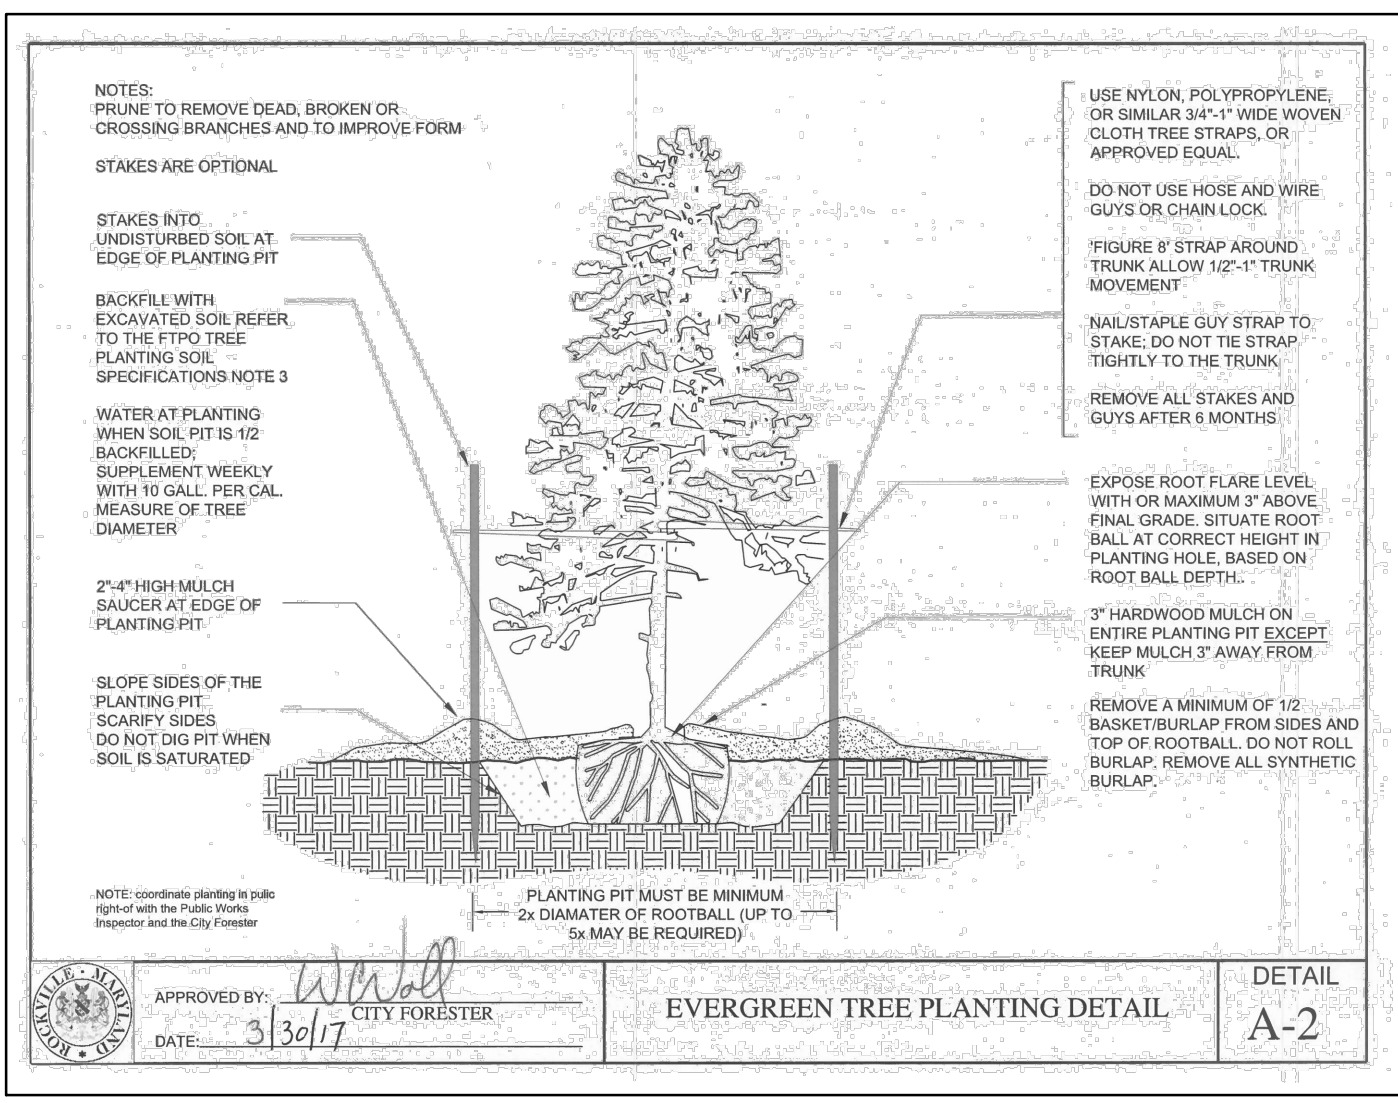 NOTES:
PRUNE TO REMOVE DEAD, BROKEN OR
CROSSING BRANCHES AND TO IMPROVE FORM
STAKES ARE OPTIONAL
STAKES INTO
UNDISTURBED SOIL AT
EDGE OF PLANTING PIT
BACKFILL WITH
EXCAVATED SOIL REFER
TO THE FTPO TREE
PLANTING SOIL
SPECIFICATIONS NOTE 3
WATER AT PLANTING
WHEN SOIL PIT IS 1/2
BACKFILLED;
SUPPLEMENT WEEKLY
WITH 10 GALL. PER CAL.
MEASURE OF TREE
DIAMETER
2"-4" HIGH MULCH
SAUCER AT EDGE OF
PLANTING PIT
SLOPE SIDES OF THE
PLANTING PIT
SCARIFY SIDES
DO NOT DIG PIT WHEN
SOIL IS SATURATED
NOTE: coordinate planting in pulic
right-of with the Public Works
Inspector and the City Forester
USE NYLON, POLYPROPYLENE,
OR SIMILAR 3/4"-1" WIDE WOVEN
CLOTH TREE STRAPS, OR
APPROVED EQUAL.
DO NOT USE HOSE AND WIRE
GUYS OR CHAIN LOCK.
'FIGURE 8' STRAP AROUND
TRUNK ALLOW 1/2"-1" TRUNK
MOVEMENT
NAIL/STAPLE GUY STRAP TO
STAKE; DO NOT TIE STRAP
TIGHTLY TO THE TRUNK
REMOVE ALL STAKES AND
GUYS AFTER 6 MONTHS
EXPOSE ROOT FLARE LEVEL
WITH OR MAXIMUM 3" ABOVE
FINAL GRADE. SITUATE ROOT
BALL AT CORRECT HEIGHT IN
PLANTING HOLE, BASED ON
ROOT BALL DEPTH..
3" HARDWOOD MULCH ON
ENTIRE PLANTING PIT EXCEPT
KEEP MULCH 3" AWAY FROM
TRUNK
REMOVE A MINIMUM OF 1/2
BASKET/BURLAP FROM SIDES AND
TOP OF ROOTBALL. DO NOT ROLL
BURLAP. REMOVE ALL SYNTHETIC
BURLAP.
PLANTING PIT MUST BE MINIMUM
2x DIAMATER OF ROOTBALL (UP TO
5x MAY BE REQUIRED)
ROCKVILLE · MARYLAND
APPROVED BY: WCWall
CITY FORESTER
DATE: 3/30/17
EVERGREEN TREE PLANTING DETAIL
DETAIL
A-2